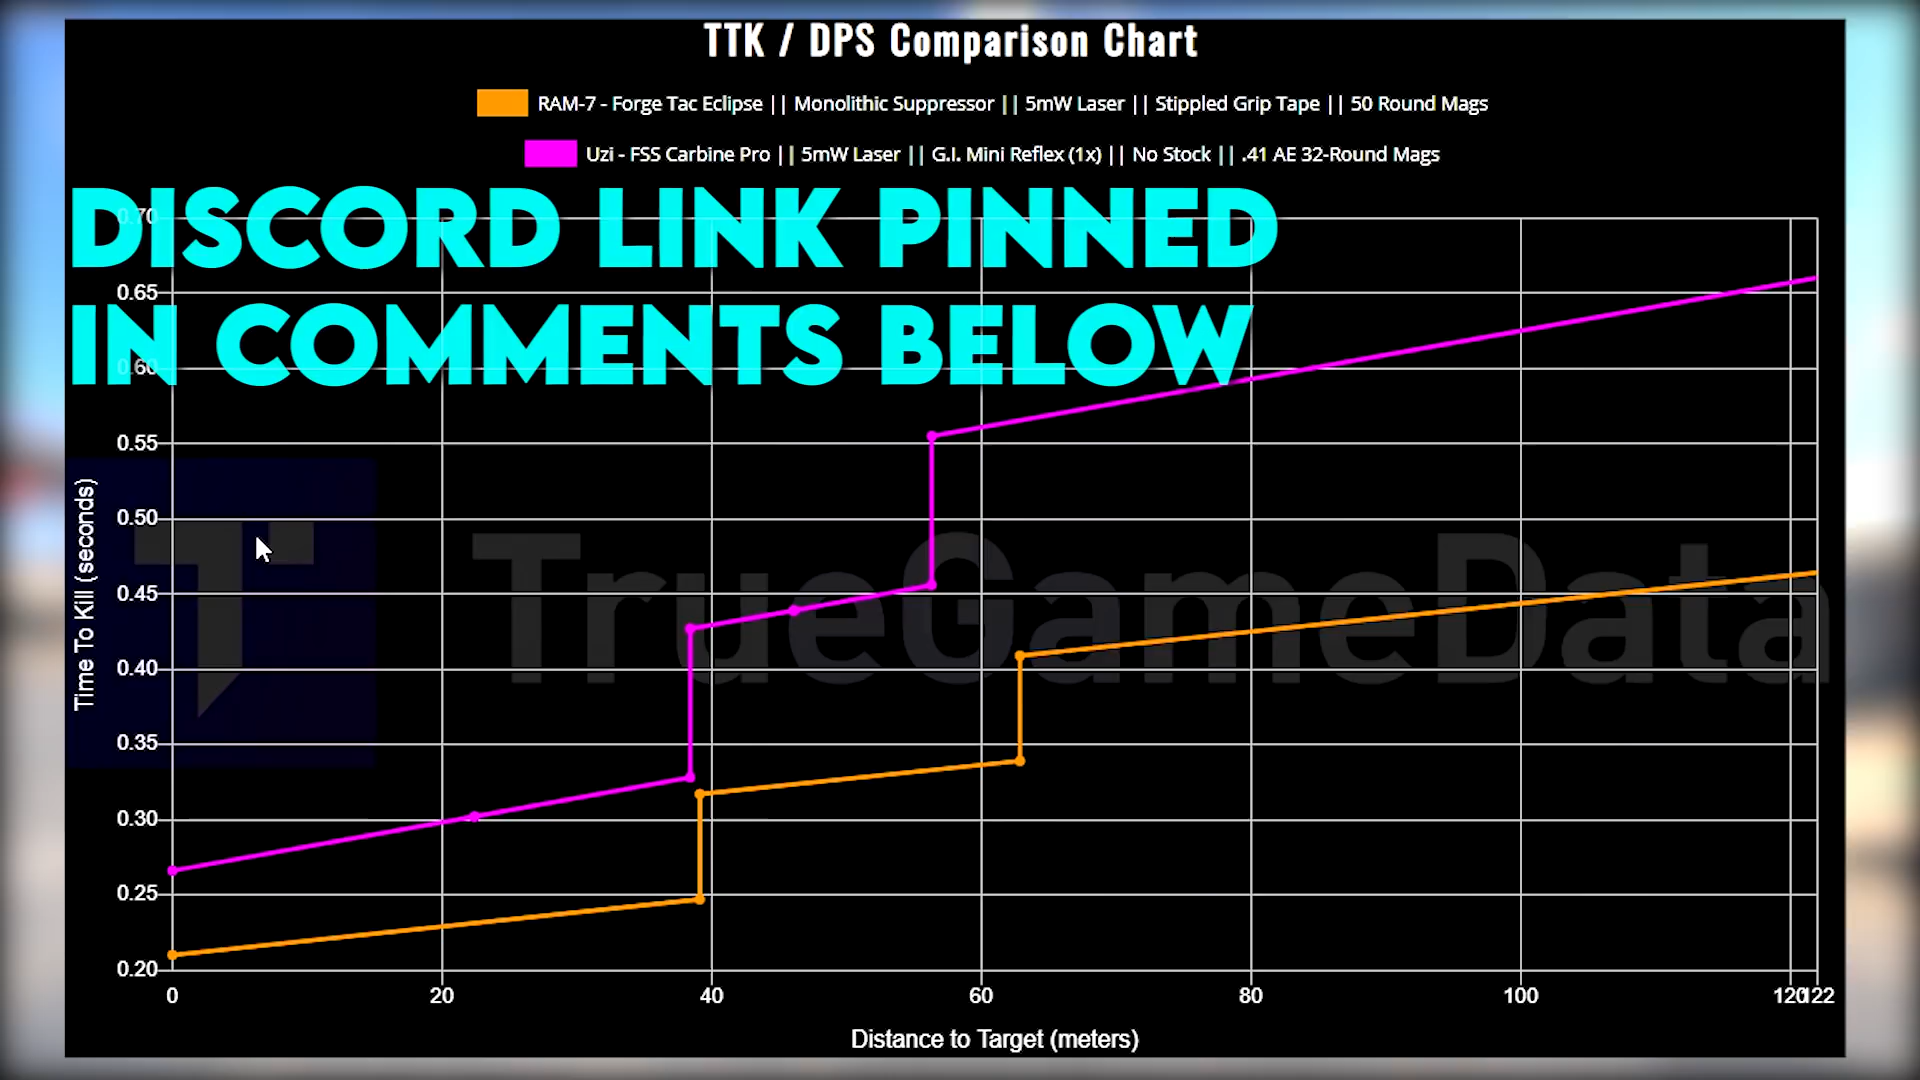 TTK / DPS Comparison Chart
RAM-7 - Forge Tac Eclipse || Monolithic Suppressor || 5mW Laser || Stippled Grip Tape || 50 Round Mags
Uzi - FSS Carbine Pro || 5mW Laser || G.I. Mini Reflex (1x) || No Stock || .41 AE 32-Round Mags
DISCORD LINK PINNED
IN COMMENTS BELOW
0.70
0.65
0.60
0.55
0.50
0.45
0.40
0.35
0.30
0.25
0.20
Time To Kill (seconds)
TrueGameData
0 20 40 60 80 100 120 122
Distance to Target (meters)